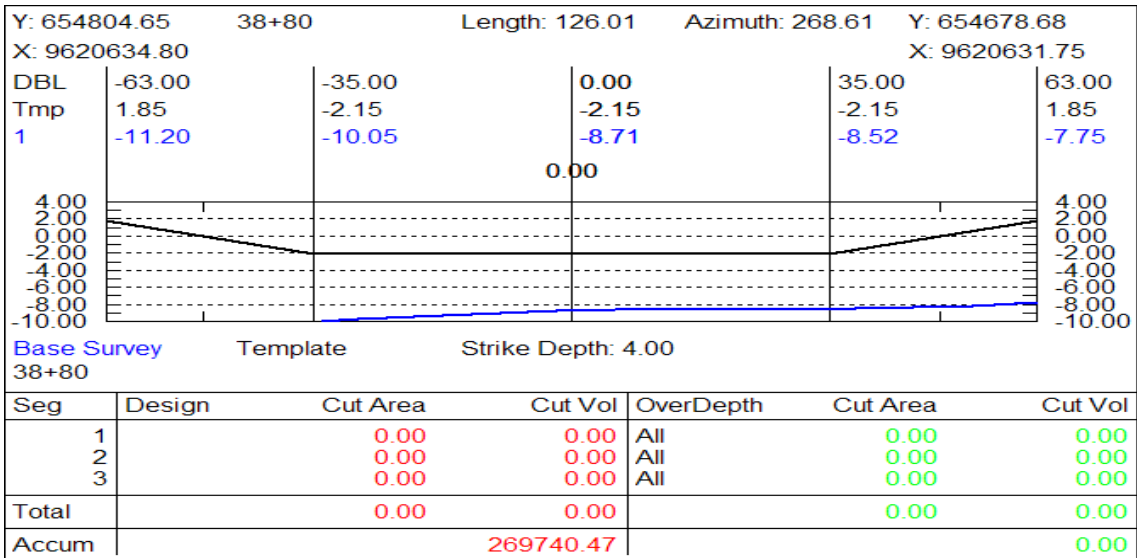 Y: 654804.65 38+80 Length: 126.01 Azimuth: 268.61 Y: 654678.68
X: 9620634.80 X: 9620631.75
DBL -63.00 -35.00 0.00 35.00 63.00
Tmp 1.85 -2.15 -2.15 -2.15 1.85
1 -11.20 -10.05 -8.71 -8.52 -7.75
0.00
4.00 4.00
2.00 2.00
0.00 0.00
-2.00 -2.00
-4.00 -4.00
-6.00 -6.00
-8.00 -8.00
-10.00 -10.00
Base Survey Template Strike Depth: 4.00
38+80
Seg Design Cut Area Cut Vol OverDepth Cut Area Cut Vol
1 0.00 0.00 All 0.00 0.00
2 0.00 0.00 All 0.00 0.00
3 0.00 0.00 All 0.00 0.00
Total 0.00 0.00 0.00 0.00
Accum 269740.47 0.00